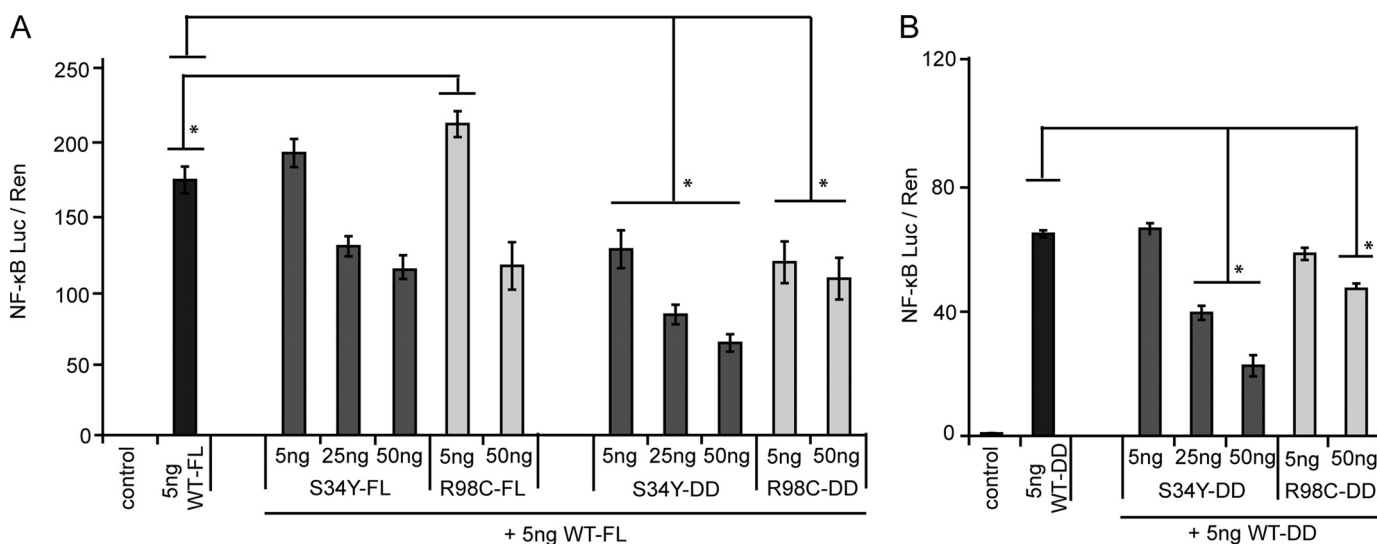 A
NF-κB Luc / Ren
250
200
150
100
50
0
*
*
*
control
5ng
WT-FL
5ng 25ng 50ng 5ng 50ng
S34Y-FL R98C-FL
5ng 25ng 50ng 5ng 50ng
S34Y-DD R98C-DD
+ 5ng WT-FL
B
NF-κB Luc / Ren
120
80
40
0
*
*
control
5ng
WT-DD
5ng 25ng 50ng 5ng 50ng
S34Y-DD R98C-DD
+ 5ng WT-DD